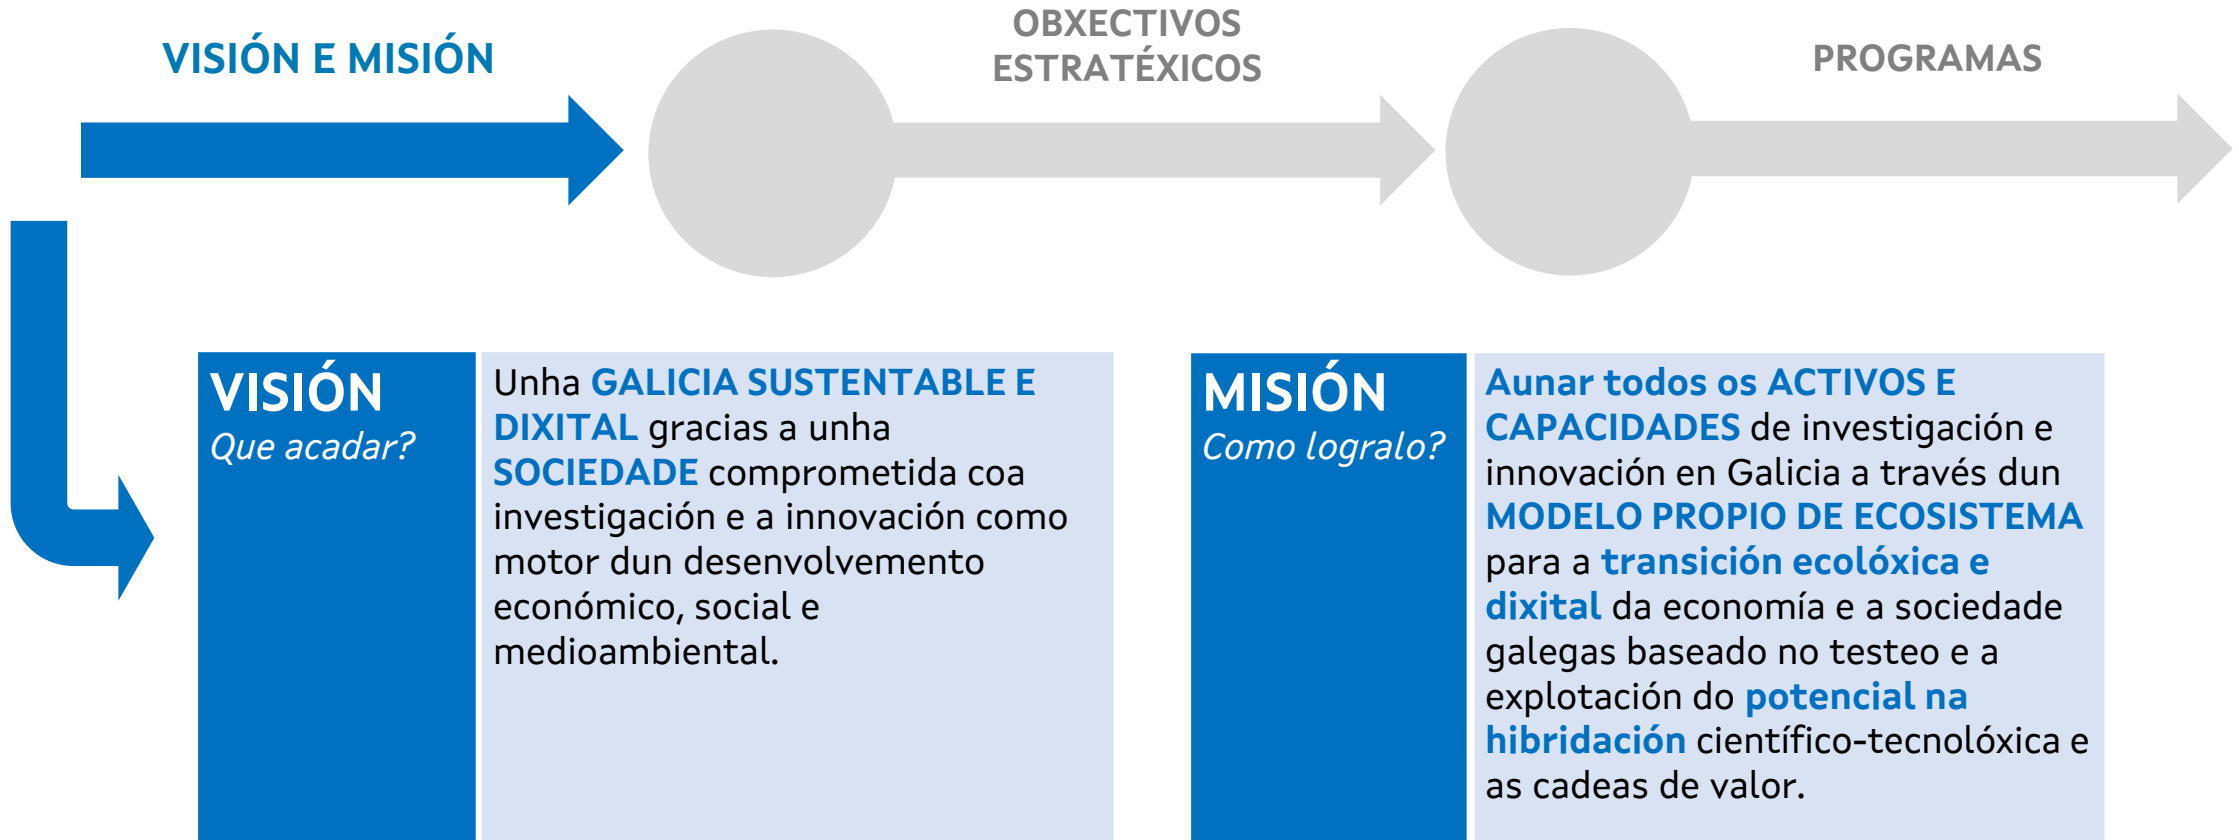 VISIÓN E MISIÓN
OBXECTIVOS
ESTRATÉXICOS
PROGRAMAS
VISIÓN
Que acadar?
Unha GALICIA SUSTENTABLE E
DIXITAL gracias a unha
SOCIEDADE comprometida coa
investigación e a innovación como
motor dun desenvolvemento
económico, social e
medioambiental.
MISIÓN
Como logralo?
Aunar todos os ACTIVOS E
CAPACIDADES de investigación e
innovación en Galicia a través dun
MODELO PROPIO DE ECOSISTEMA
para a transición ecolóxica e
dixital da economía e a sociedade
galegas baseado no testeo e a
explotación do potencial na
hibridación científico-tecnolóxica e
as cadeas de valor.